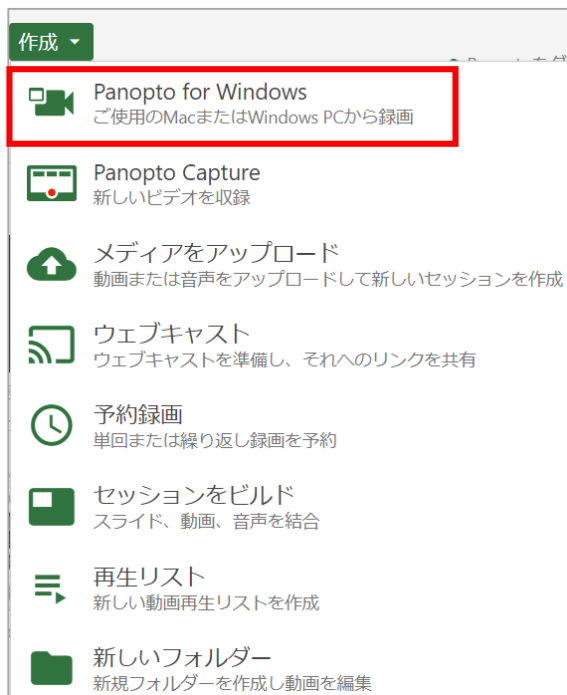 作成
Panopto for Windows
ご使用のMacまたはWindows PCから録画
Panopto Capture
新しいビデオを収録
メディアをアップロード
動画または音声をアップロードして新しいセッションを作成
ウェブキャスト
ウェブキャストを準備し、それへのリンクを共有
予約録画
単回または繰り返し録画を予約
セッションをビルド
スライド、動画、音声を結合
再生リスト
新しい動画再生リストを作成
新しいフォルダー
新規フォルダーを作成し動画を編集